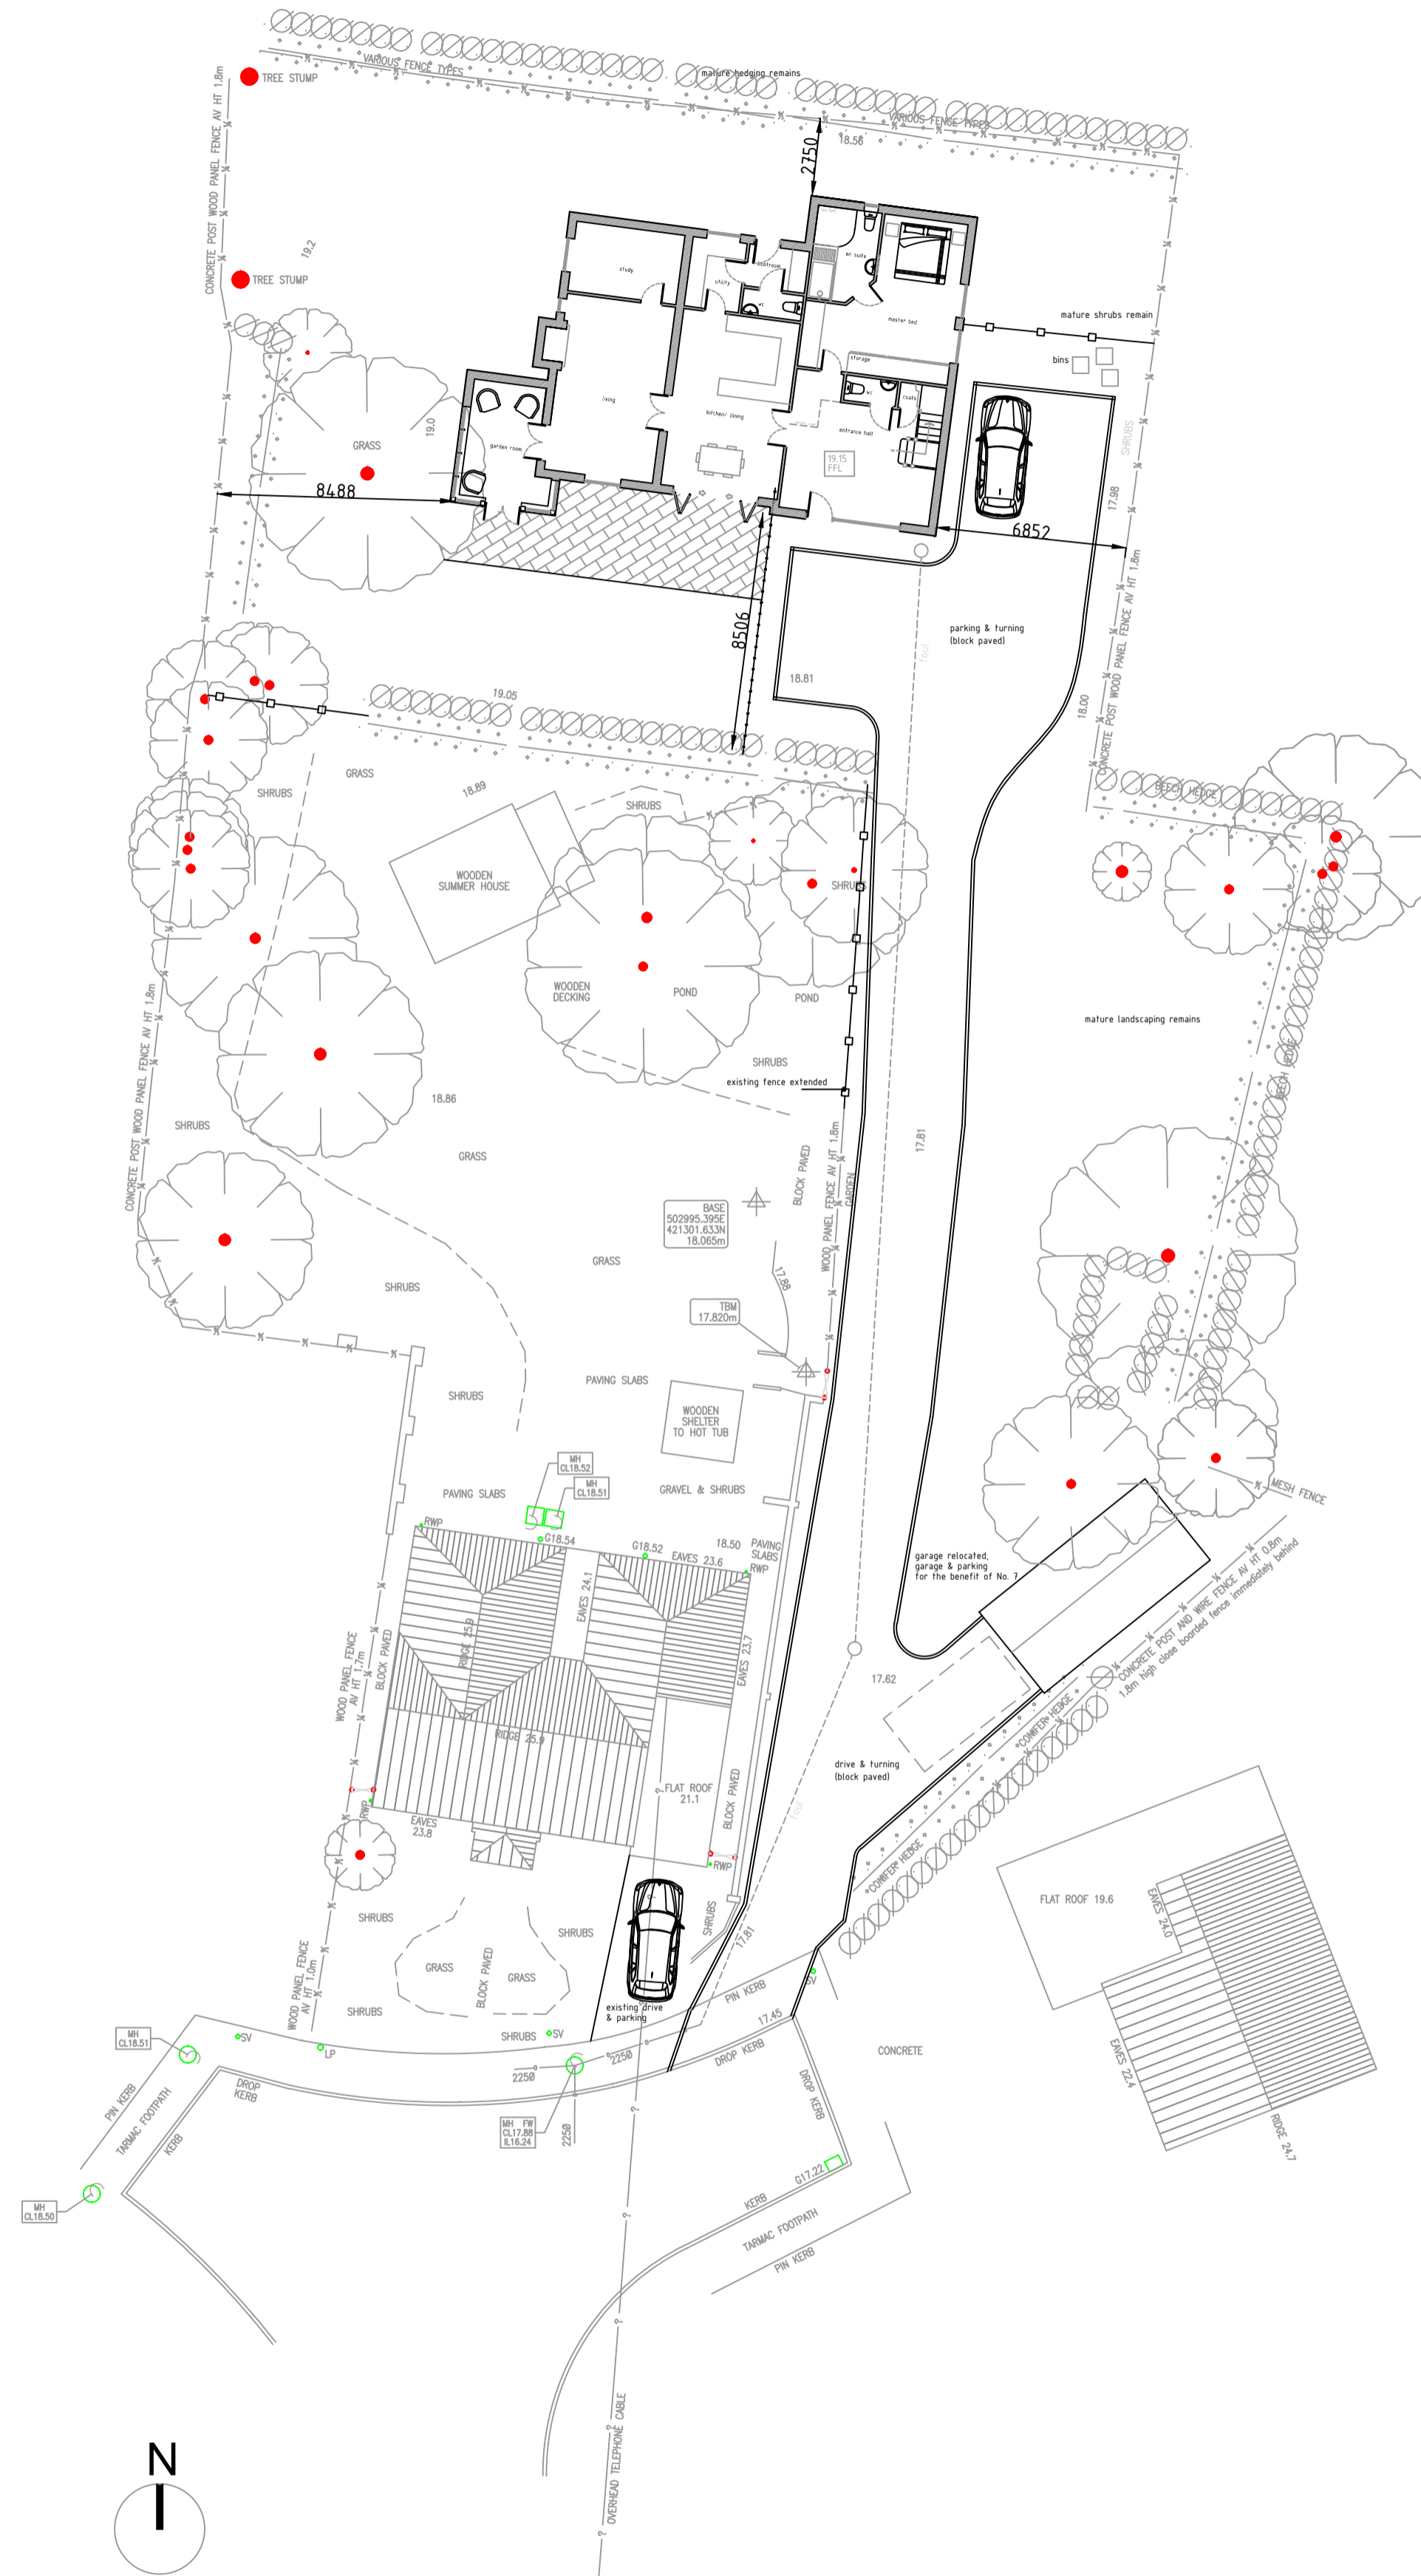 VARIOUS FENCE TYPES
mature hedging remains
VARIOUS FENCE TYPES
TREE STUMP
CONCRETE POST WOOD PANEL FENCE AV HT 1.8m
2750
18.56
19.2
TREE STUMP
study
utility
bootroom
wc
en suite
master bed
storage
mature shrubs remain
bins
wc
coats
living
kitchen/ dining
entrance hall
garden room
19.15
FFL
GRASS
19.0
8488
SHRUBS
17.98
6852
CONCRETE POST WOOD PANEL FENCE AV HT 1.8m
8506
parking & turning
(block paved)
foul
18.81
18.00
19.05
GRASS
SHRUBS
18.89
SHRUBS
BEECH HEDGE
WOODEN
SUMMER HOUSE
SHRUBS
WOODEN
DECKING
POND
POND
mature landscaping remains
BEECH HEDGE
CONCRETE POST WOOD PANEL FENCE AV HT 1.8m
SHRUBS
existing fence extended
18.86
SHRUBS
GRASS
17.81
BLOCK PAVED
WOOD PANEL FENCE AV HT 1.8m
GARDEN
BASE
502995.395E
421301.633N
18.065m
GRASS
17.88
SHRUBS
TBM
17.820m
PAVING SLABS
SHRUBS
WOODEN
SHELTER
TO HOT TUB
MH
CL18.52
MH
CL18.51
PAVING SLABS
GRAVEL & SHRUBS
MESH FENCE
RWP
G18.54
G18.52
EAVES 23.6
18.50
PAVING
SLABS
RWP
garage relocated,
garage & parking
for the benefit of No. 7
CONCRETE POST AND WIRE FENCE AV HT 0.8m
1.8m high close boarded fence immediately behind
EAVES 24.1
RIDGE 25.9
EAVES 23.7
WOOD PANEL FENCE
AV HT 1.7m
BLOCK PAVED
17.62
CONIFER HEDGE
RIDGE 25.9
drive & turning
(block paved)
FLAT ROOF
21.1
BLOCK PAVED
foul
RWP
EAVES
23.8
RWP
CONIFER HEDGE
FLAT ROOF 19.6
EAVES 24.0
SHRUBS
SHRUBS
SHRUBS
17.81
GRASS
BLOCK PAVED
GRASS
WOOD PANEL FENCE
AV HT 1.0m
SHRUBS
existing drive
& parking
PIN KERB
SV
17.45
MH
CL18.51
SV
LP
SHRUBS
SV
2250
2250
DROP KERB
CONCRETE
EAVES 22.4
RIDGE 24.7
PIN KERB
TARMAC FOOTPATH
DROP
KERB
KERB
DROP KERB
MH FW
CL17.88
IL16.24
2250
G17.22
MH
CL18.50
KERB
TARMAC FOOTPATH
PIN KERB
OVERHEAD TELEPHONE CABLE
N